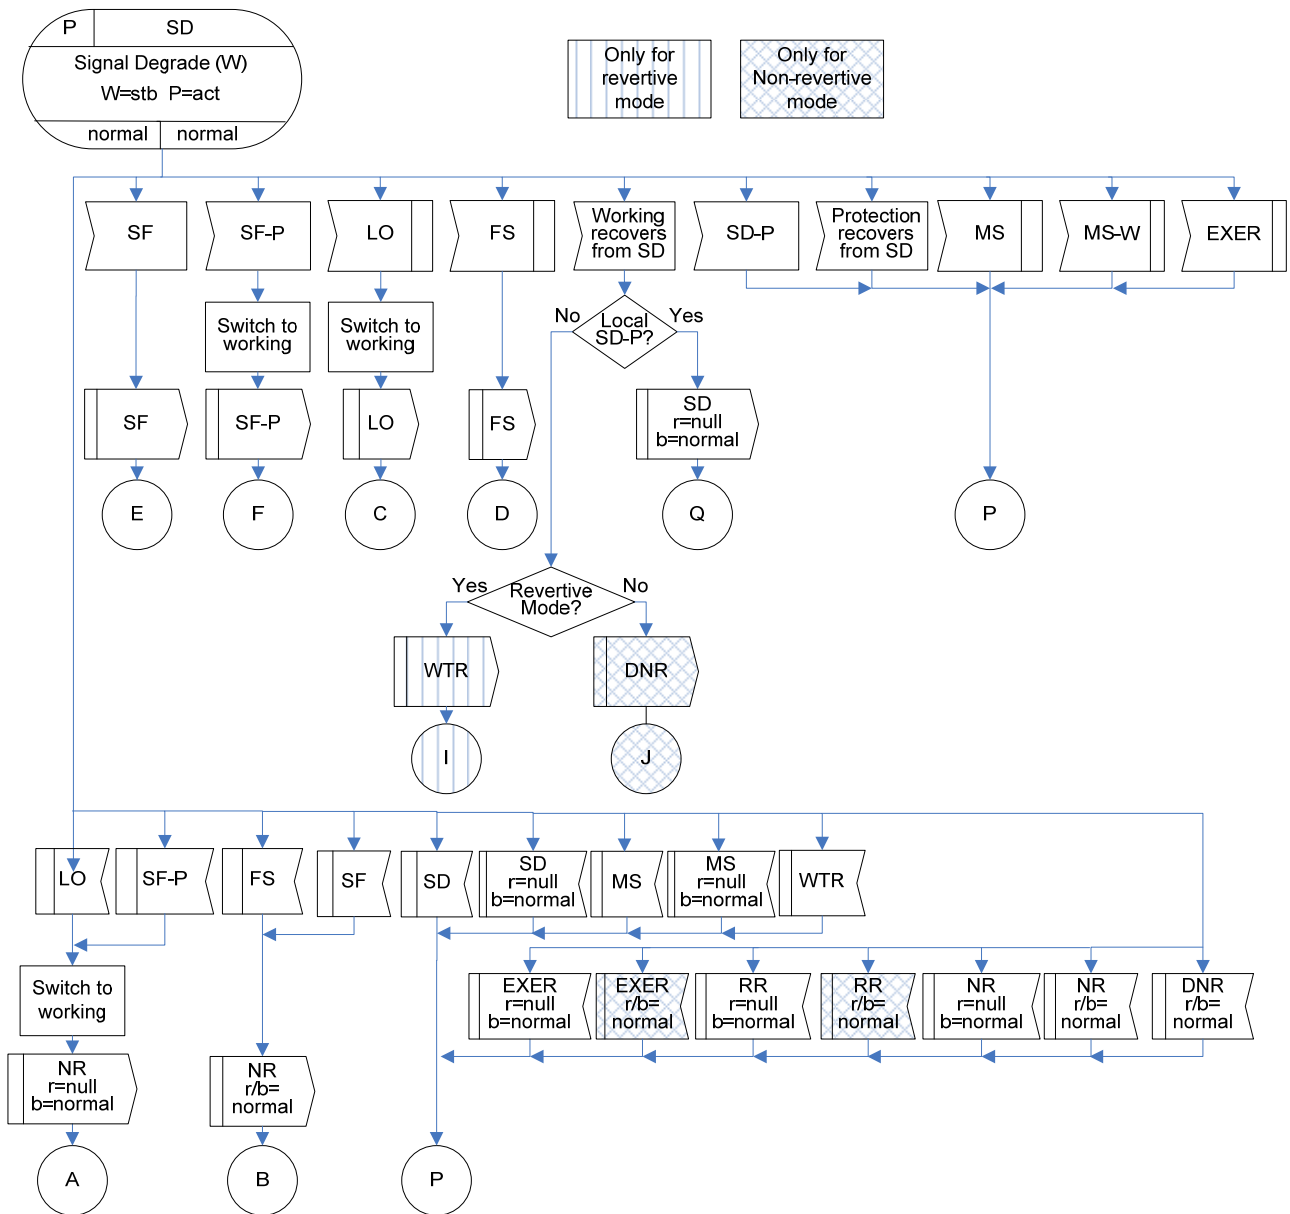 P
SD
Signal Degrade (W)
W=stb P=act
normal
normal
Only for
revertive
mode
Only for
Non-revertive
mode
SF
SF-P
LO
FS
Working
recovers
from SD
SD-P
Protection
recovers
from SD
MS
MS-W
EXER
Switch to
working
Switch to
working
No
Local
SD-P?
Yes
SF
SF-P
LO
FS
SD
r=null
b=normal
E
F
C
D
Q
P
Yes
Revertive
Mode?
No
WTR
DNR
I
J
LO
SF-P
FS
SF
SD
SD
r=null
b=normal
MS
MS
r=null
b=normal
WTR
Switch to
working
EXER
r=null
b=normal
EXER
r/b=
normal
RR
r=null
b=normal
RR
r/b=
normal
NR
r=null
b=normal
NR
r/b=
normal
DNR
r/b=
normal
NR
r=null
b=normal
NR
r/b=
normal
A
B
P